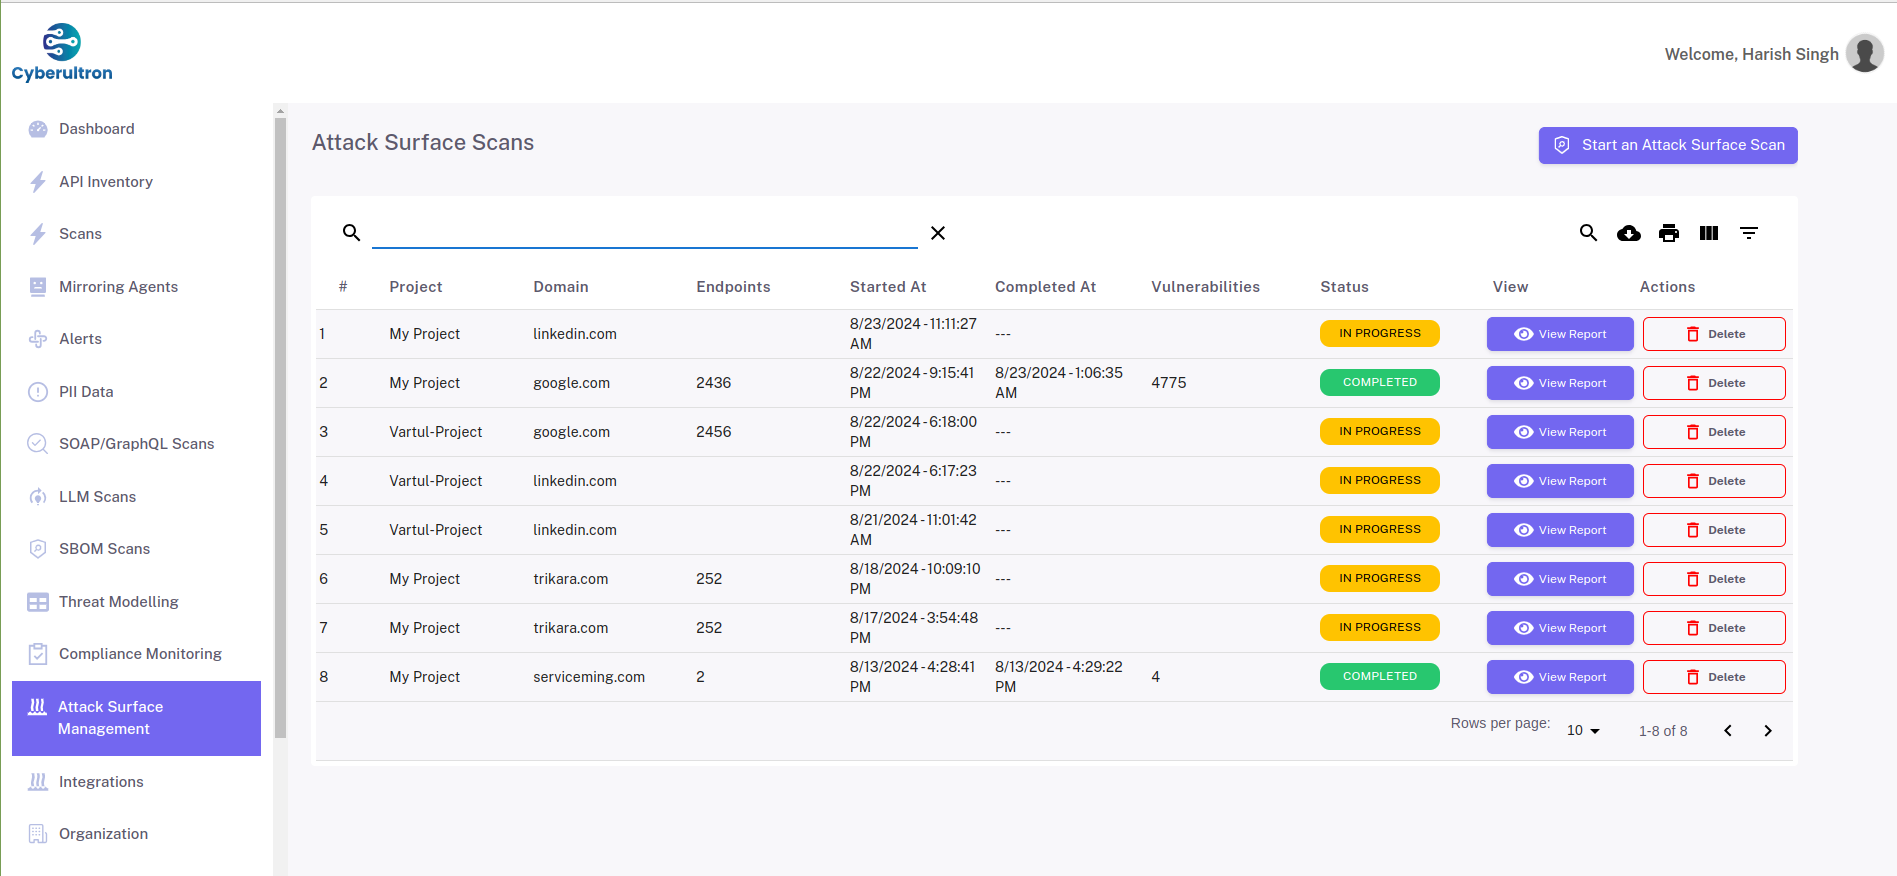 Cyberultron
Welcome, Harish Singh
Dashboard
API Inventory
Scans
Mirroring Agents
Alerts
PII Data
SOAP/GraphQL Scans
LLM Scans
SBOM Scans
Threat Modelling
Compliance Monitoring
Attack Surface
Management
Integrations
Organization
Attack Surface Scans
Start an Attack Surface Scan
# Project Domain Endpoints Started At Completed At Vulnerabilities Status View Actions
1 My Project linkedin.com 8/23/2024 - 11:11:27 --- IN PROGRESS View Report Delete
AM
2 My Project google.com 2436 8/22/2024 - 9:15:41 8/23/2024 - 1:06:35 4775 COMPLETED View Report Delete
PM AM
3 Vartul-Project google.com 2456 8/22/2024 - 6:18:00 --- IN PROGRESS View Report Delete
PM
4 Vartul-Project linkedin.com 8/22/2024 - 6:17:23 --- IN PROGRESS View Report Delete
PM
5 Vartul-Project linkedin.com 8/21/2024 - 11:01:42 --- IN PROGRESS View Report Delete
AM
6 My Project trikara.com 252 8/18/2024 - 10:09:10 --- IN PROGRESS View Report Delete
PM
7 My Project trikara.com 252 8/17/2024 - 3:54:48 --- IN PROGRESS View Report Delete
PM
8 My Project serviceming.com 2 8/13/2024 - 4:28:41 8/13/2024 - 4:29:22 4 COMPLETED View Report Delete
PM PM
Rows per page: 10 1-8 of 8